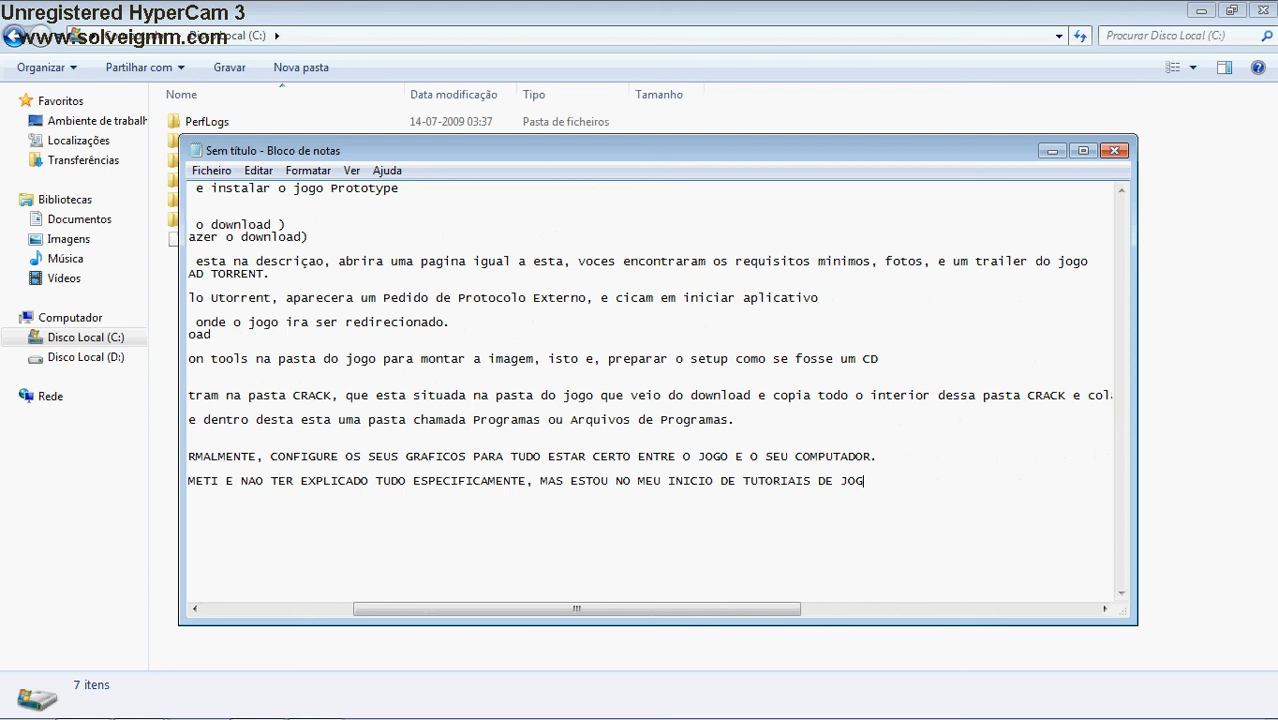 Unregistered HyperCam 3
www.solveigmm.com
Disco Local (C:)
Procurar Disco Local (C:)
Organizar
Partilhar com
Gravar
Nova pasta
Nome
Data modificação
Tipo
Tamanho
Favoritos
Ambiente de trabalh
Localizações
Transferências
Bibliotecas
Documentos
Imagens
Música
Vídeos
Computador
Disco Local (C:)
Disco Local (D:)
Rede
PerfLogs
14-07-2009 03:37
Pasta de ficheiros
Sem título - Bloco de notas
Ficheiro
Editar
Formatar
Ver
Ajuda
e instalar o jogo Prototype
o download )
azer o download)
esta na descriçao, abrira uma pagina igual a esta, voces encontraram os requisitos minimos, fotos, e um trailer do jogo
AD TORRENT.
lo Utorrent, aparecera um Pedido de Protocolo Externo, e cicam em iniciar aplicativo
onde o jogo ira ser redirecionado.
oad
on tools na pasta do jogo para montar a imagem, isto e, preparar o setup como se fosse um CD
tram na pasta CRACK, que esta situada na pasta do jogo que veio do download e copia todo o interior dessa pasta CRACK e col
e dentro desta esta uma pasta chamada Programas ou Arquivos de Programas.
RMALMENTE, CONFIGURE OS SEUS GRAFICOS PARA TUDO ESTAR CERTO ENTRE O JOGO E O SEU COMPUTADOR.
METI E NAO TER EXPLICADO TUDO ESPECIFICAMENTE, MAS ESTOU NO MEU INICIO DE TUTORIAIS DE JOG
7 itens